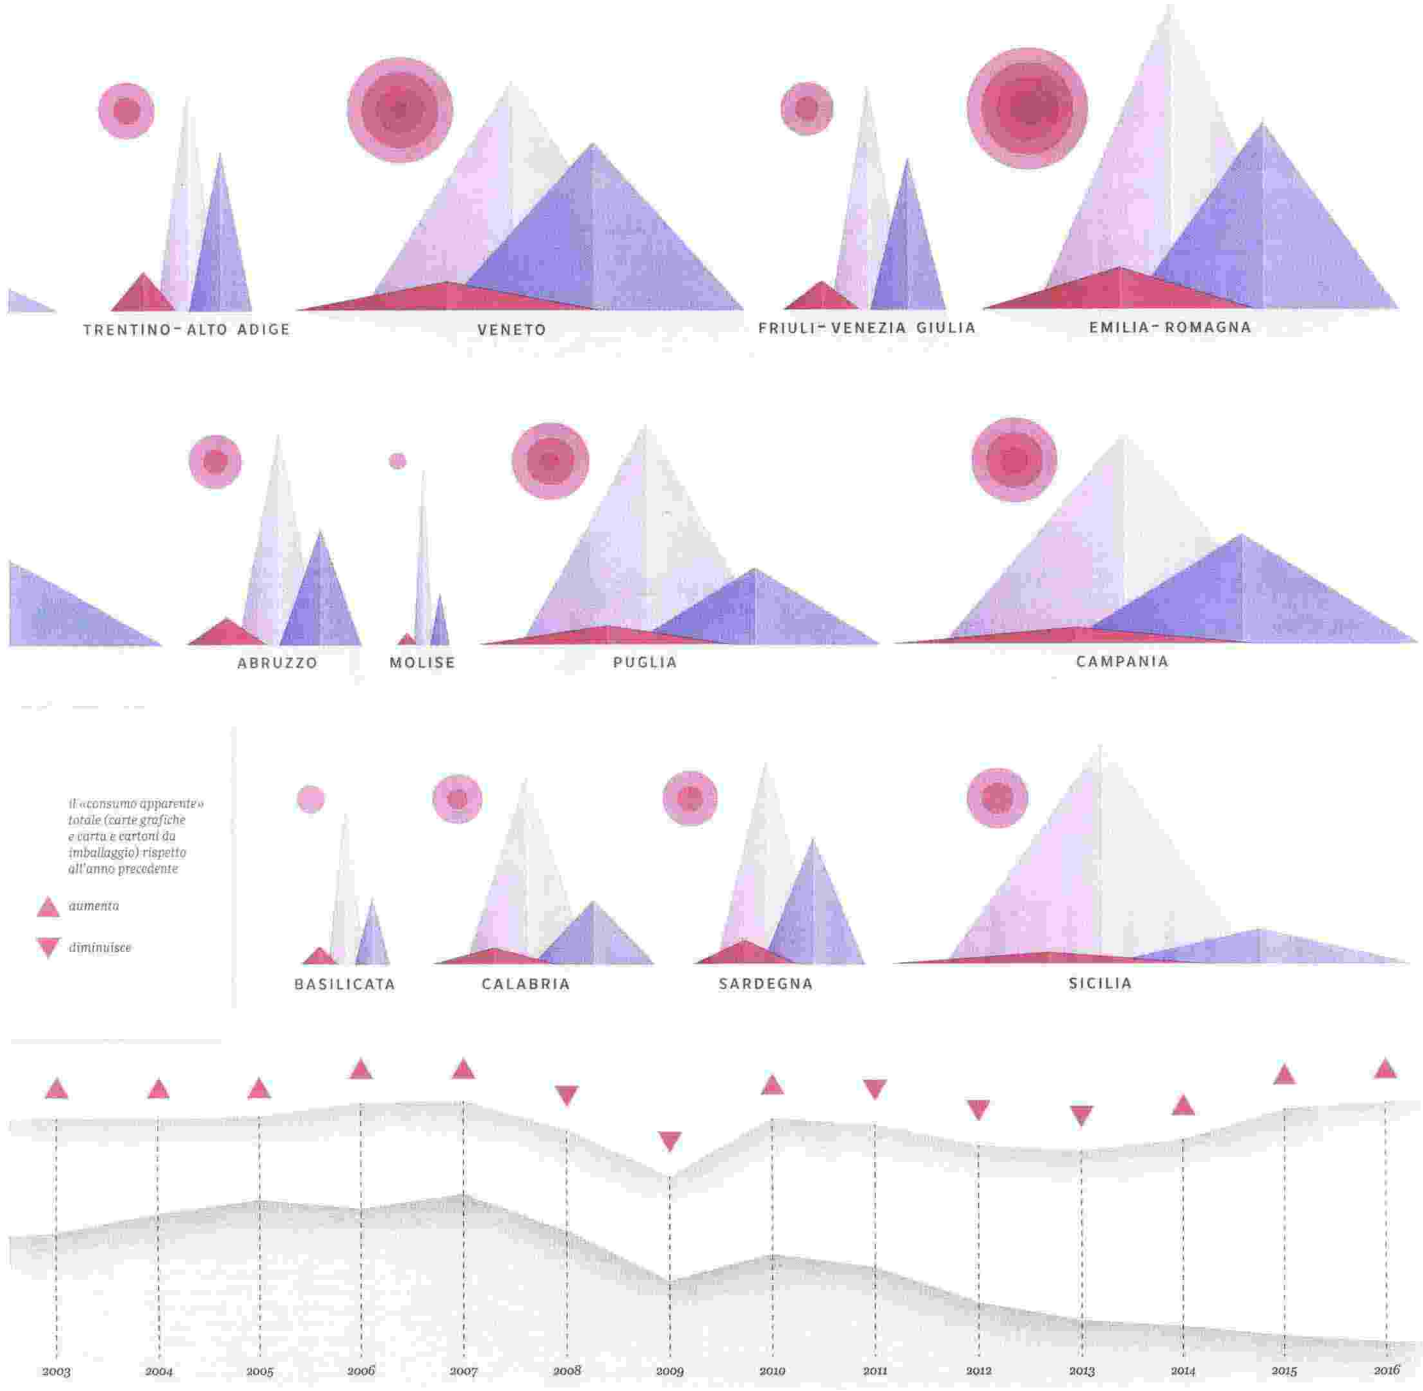 TRENTINO-ALTO ADIGE
VENETO
FRIULI-VENEZIA GIULIA
EMILIA-ROMAGNA
ABRUZZO
MOLISE
PUGLIA
CAMPANIA
il «consumo apparente»
totale (carte grafiche
e carta e cartoni da
imballaggio) rispetto
all'anno precedente
aumenta
diminuisce
BASILICATA
CALABRIA
SARDEGNA
SICILIA
2003
2004
2005
2006
2007
2008
2009
2010
2011
2012
2013
2014
2015
2016